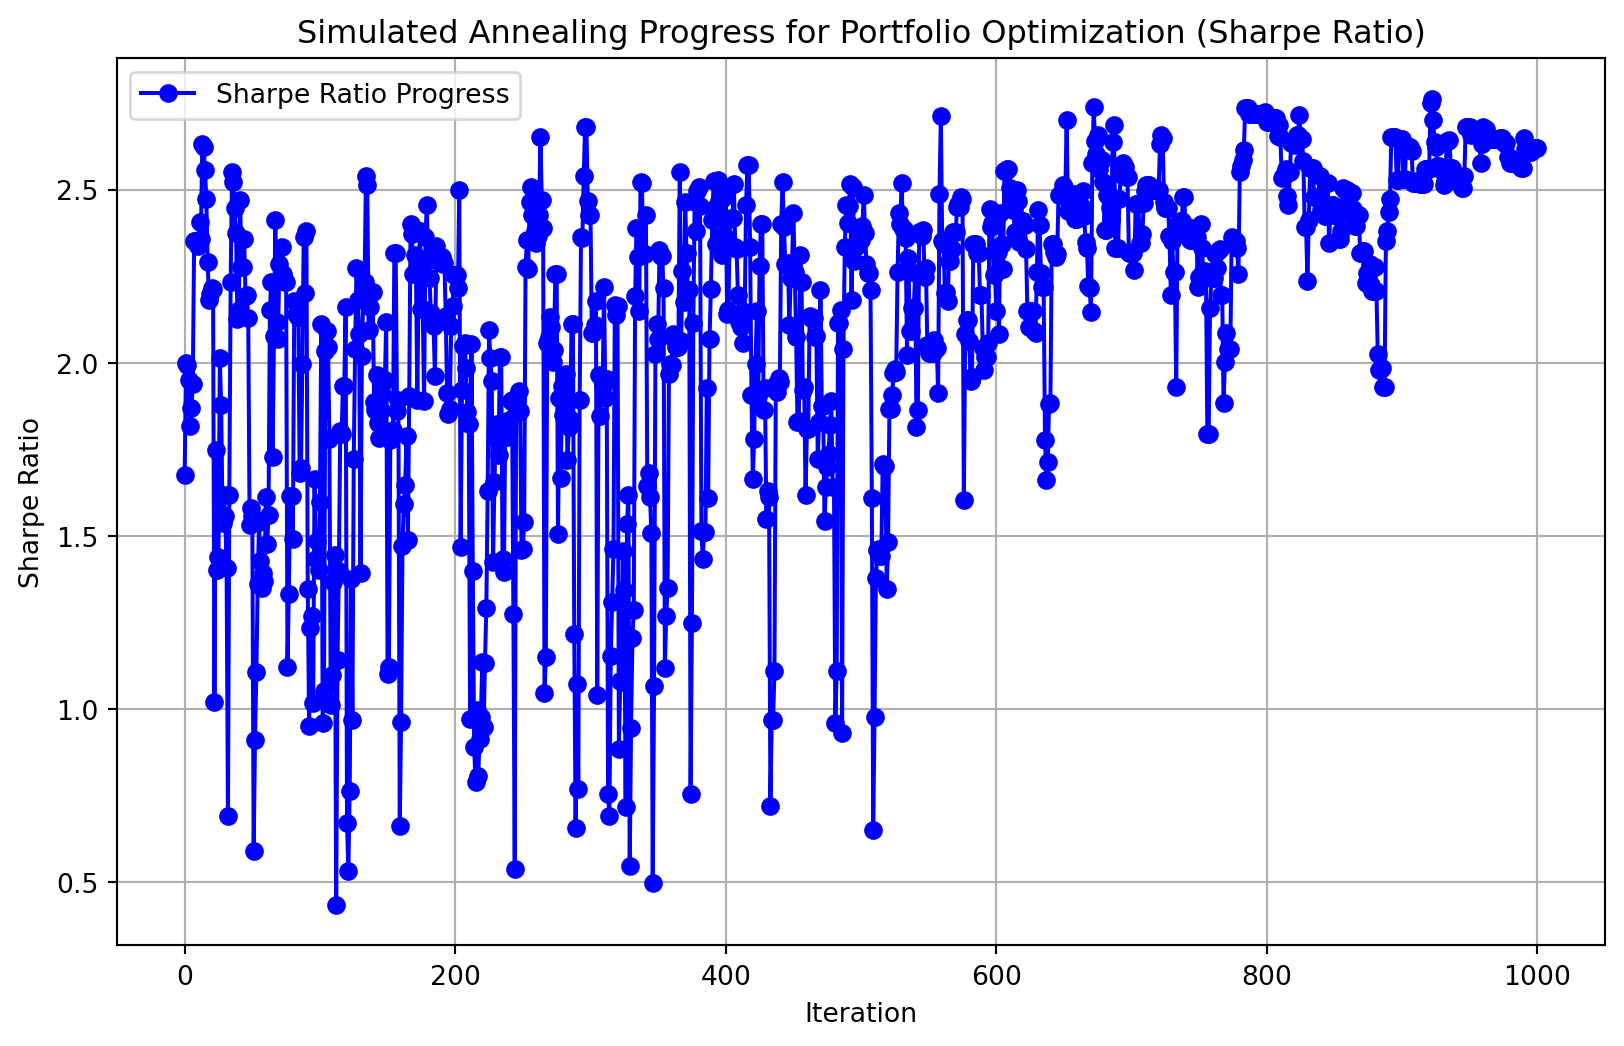 Simulated Annealing Progress for Portfolio Optimization (Sharpe Ratio)
Sharpe Ratio Progress
2.5
2.0
1.5
1.0
0.5
Sharpe Ratio
0 200 400 600 800 1000
Iteration